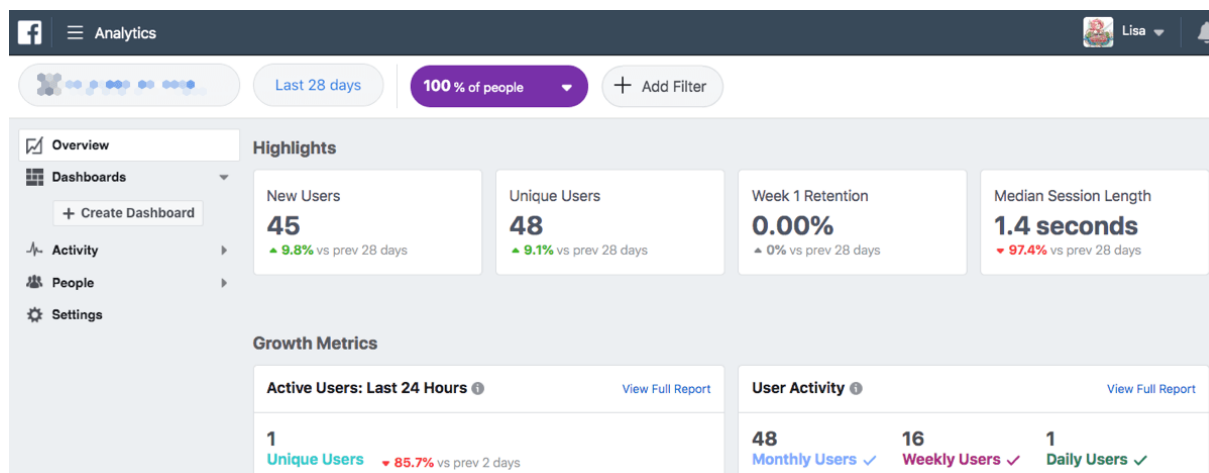 f Analytics Lisa
Last 28 days 100 % of people + Add Filter
Overview
Dashboards
+ Create Dashboard
Activity
People
Settings
Highlights
New Users
45
9.8% vs prev 28 days
Unique Users
48
9.1% vs prev 28 days
Week 1 Retention
0.00%
0% vs prev 28 days
Median Session Length
1.4 seconds
97.4% vs prev 28 days
Growth Metrics
Active Users: Last 24 Hours View Full Report
1
Unique Users 85.7% vs prev 2 days
User Activity View Full Report
48 16 1
Monthly Users Weekly Users Daily Users